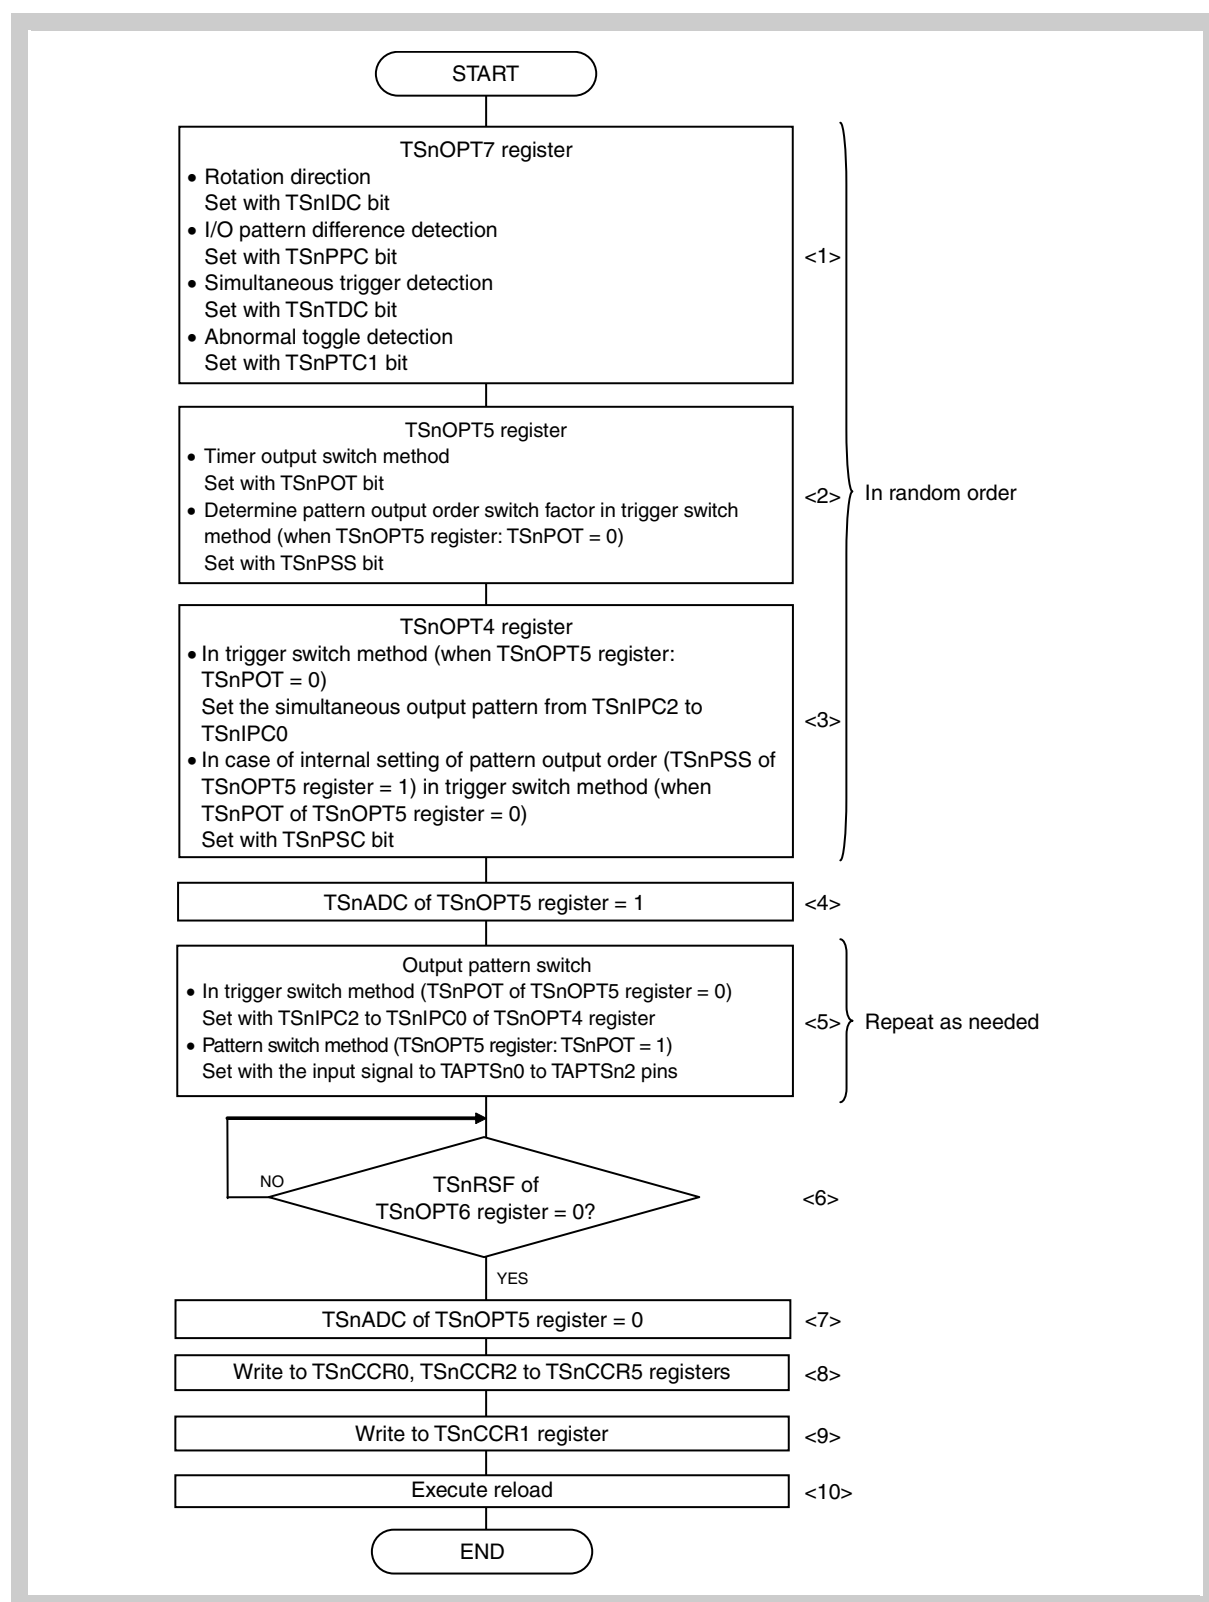 START
TSnOPT7 register
• Rotation direction
Set with TSnIDC bit
• I/O pattern difference detection
Set with TSnPPC bit
• Simultaneous trigger detection
Set with TSnTDC bit
• Abnormal toggle detection
Set with TSnPTC1 bit
<1>
TSnOPT5 register
• Timer output switch method
Set with TSnPOT bit
• Determine pattern output order switch factor in trigger switch
method (when TSnOPT5 register: TSnPOT = 0)
Set with TSnPSS bit
<2>
In random order
TSnOPT4 register
• In trigger switch method (when TSnOPT5 register:
TSnPOT = 0)
Set the simultaneous output pattern from TSnIPC2 to
TSnIPC0
• In case of internal setting of pattern output order (TSnPSS of
TSnOPT5 register = 1) in trigger switch method (when
TSnPOT of TSnOPT5 register = 0)
Set with TSnPSC bit
<3>
TSnADC of TSnOPT5 register = 1
<4>
Output pattern switch
• In trigger switch method (TSnPOT of TSnOPT5 register = 0)
Set with TSnIPC2 to TSnIPC0 of TSnOPT4 register
• Pattern switch method (TSnOPT5 register: TSnPOT = 1)
Set with the input signal to TAPTSn0 to TAPTSn2 pins
<5>
Repeat as needed
NO
TSnRSF of
TSnOPT6 register = 0?
<6>
YES
TSnADC of TSnOPT5 register = 0
<7>
Write to TSnCCR0, TSnCCR2 to TSnCCR5 registers
<8>
Write to TSnCCR1 register
<9>
Execute reload
<10>
END